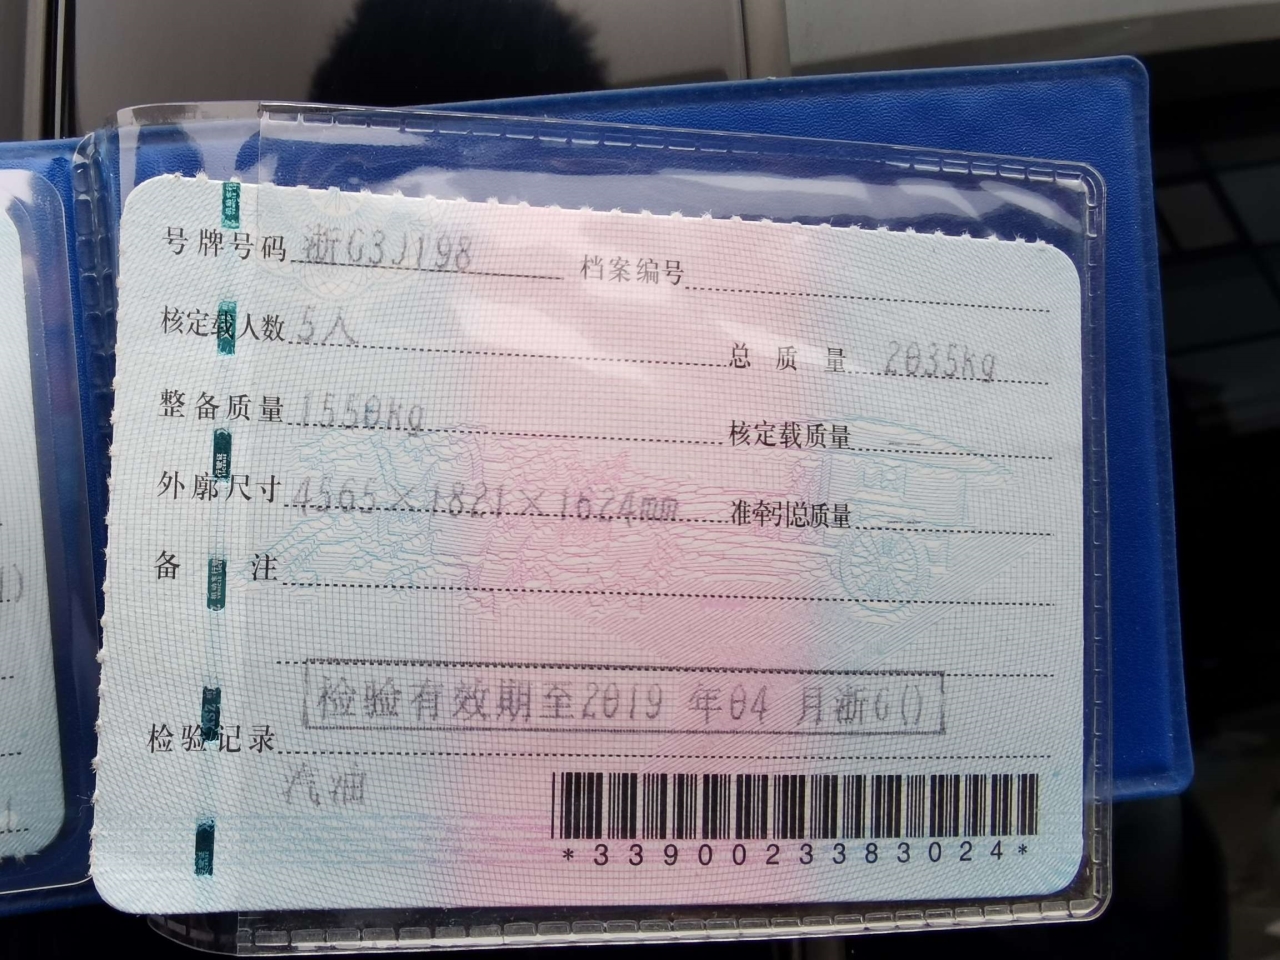 号牌号码 浙G3J198 档案编号
核定载人数 5人 总质量 2035kg
整备质量 1550kg 核定载质量 —
外廓尺寸 4565×1821×1624mm 准牵引总质量 —
备注
检验有效期至2019 年04 月浙G()
检验记录
汽油
*3390023383024*